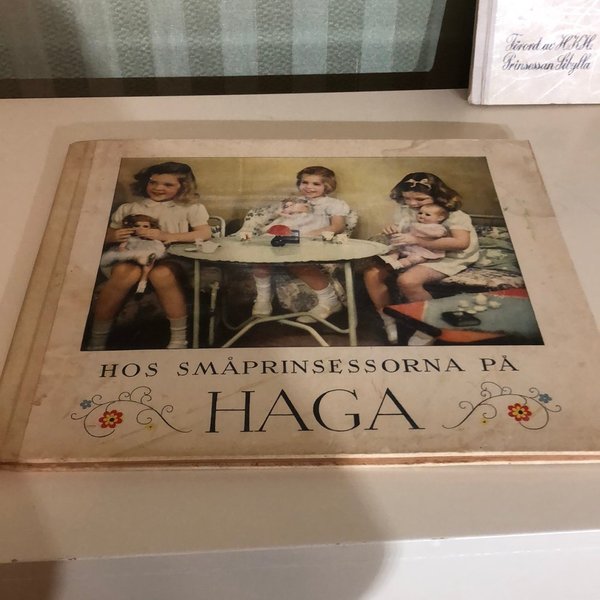 Förord av H.K.H.
Prinsessan Sibylla
HOS SMÅPRINSESSORNA PÅ
HAGA